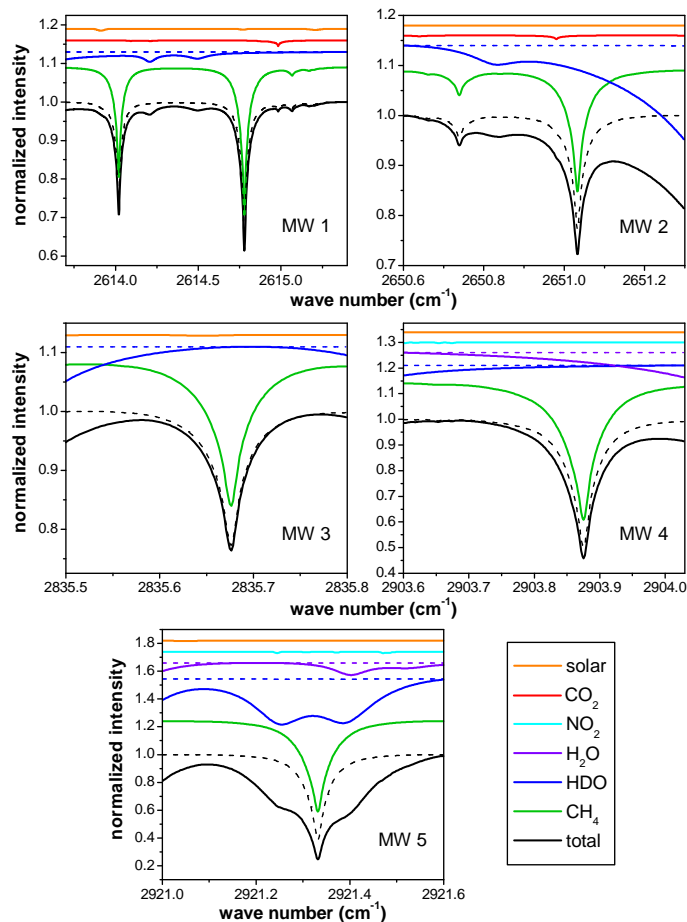 normalized intensity
1.2
1.1
1.0
0.9
0.8
0.7
0.6
MW 1
2614.0 2614.5 2615.0
wave number (cm⁻¹)
1.2
1.1
1.0
0.9
0.8
0.7
MW 2
2650.6 2650.8 2651.0 2651.2
wave number (cm⁻¹)
normalized intensity
1.1
1.0
0.9
0.8
MW 3
2835.5 2835.6 2835.7 2835.8
wave number (cm⁻¹)
1.3
1.2
1.1
1.0
0.9
0.8
0.7
0.6
0.5
0.4
MW 4
2903.6 2903.7 2903.8 2903.9 2904.0
wave number (cm⁻¹)
normalized intensity
1.8
1.6
1.4
1.2
1.0
0.8
0.6
0.4
0.2
MW 5
2921.0 2921.2 2921.4 2921.6
wave number (cm⁻¹)
solar
CO₂
NO₂
H₂O
HDO
CH₄
total